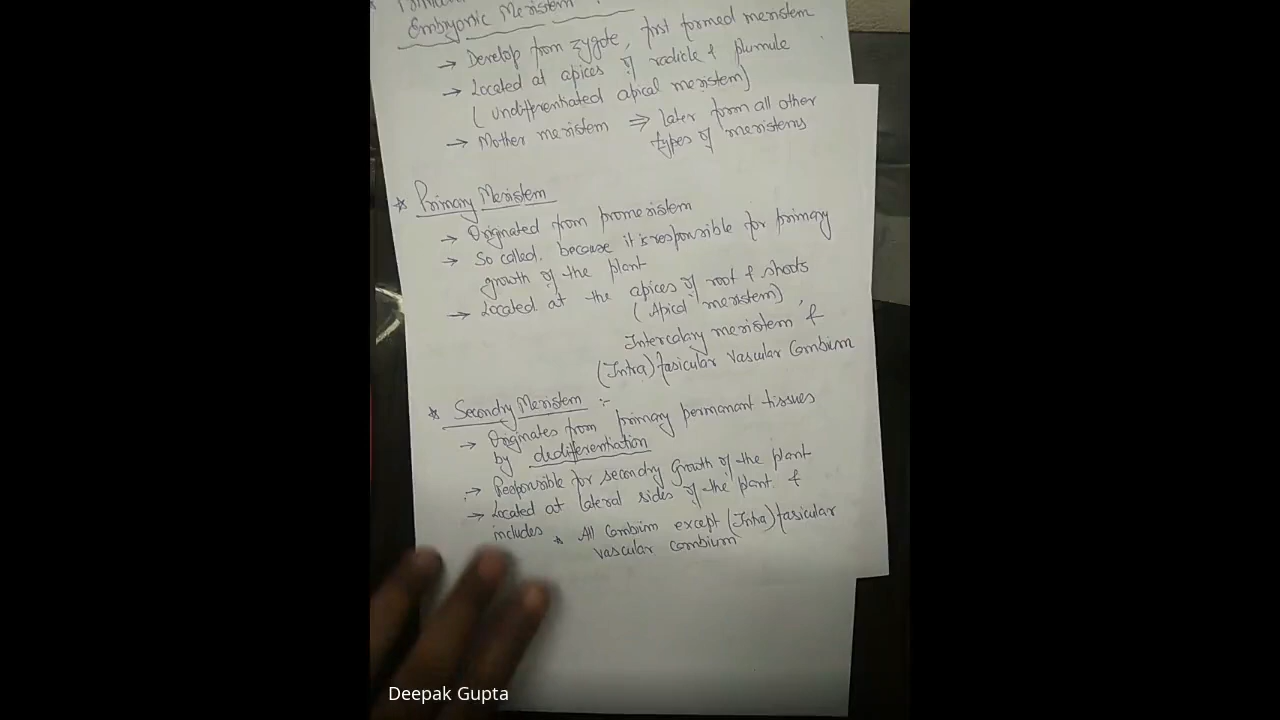 Embryonic Meristem
→ Develop from zygote, first formed meristem
→ Located at apices of radicle & plumule
(undifferentiated apical meristem)
→ Mother meristem ⇒ Later form all other
types of meristems
* Primary Meristem
→ Originated from promeristem
→ So called. because it is responsible for primary
growth of the plant
→ Located at the apices of root & shoots
(Apical meristem),
Intercalary meristem &
(Intra) fasicular vascular Combium
* Secondry Meristem :-
→ Originates from primary permanant tissues
by dedifferentiation
→ Responsible for secondry Growth of the plant
→ Located at lateral sides of the plant. &
includes * All Combium except (Intra) fasicular
vascular combium
Deepak Gupta